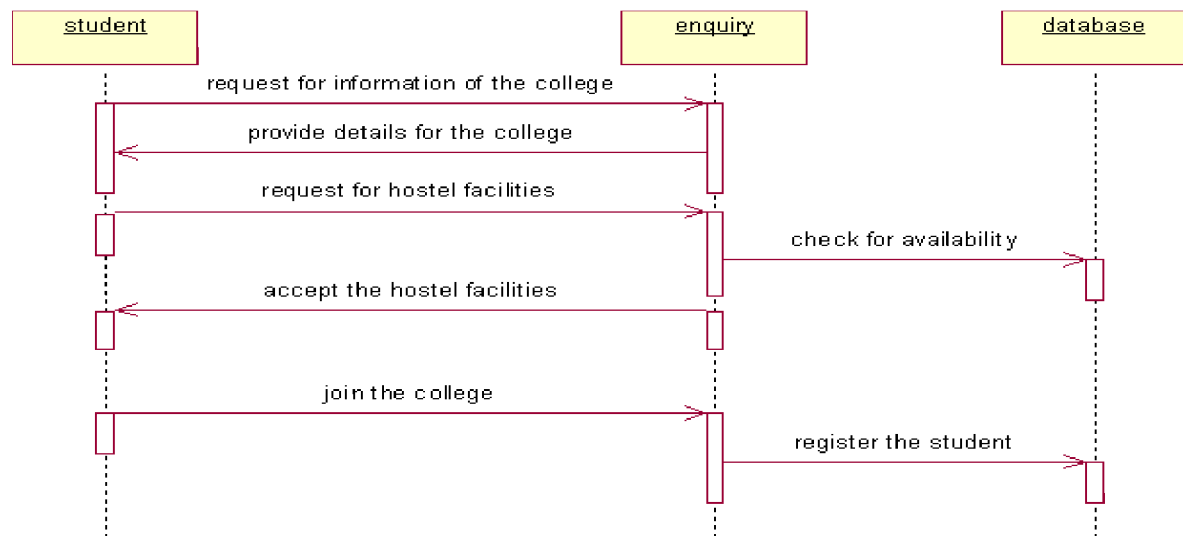 student
enquiry
database
request for information of the college
provide details for the college
request for hostel facilities
check for availability
accept the hostel facilities
join the college
register the student